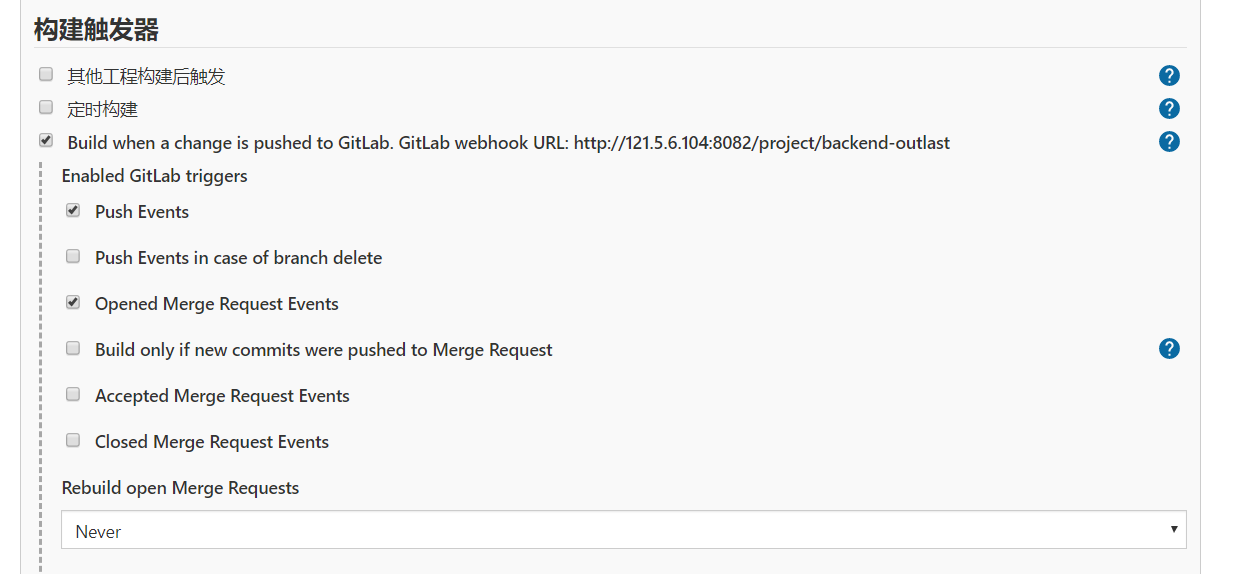 构建触发器
其他工程构建后触发
定时构建
Build when a change is pushed to GitLab. GitLab webhook URL: http://121.5.6.104:8082/project/backend-outlast
Enabled GitLab triggers
Push Events
Push Events in case of branch delete
Opened Merge Request Events
Build only if new commits were pushed to Merge Request
Accepted Merge Request Events
Closed Merge Request Events
Rebuild open Merge Requests
Never